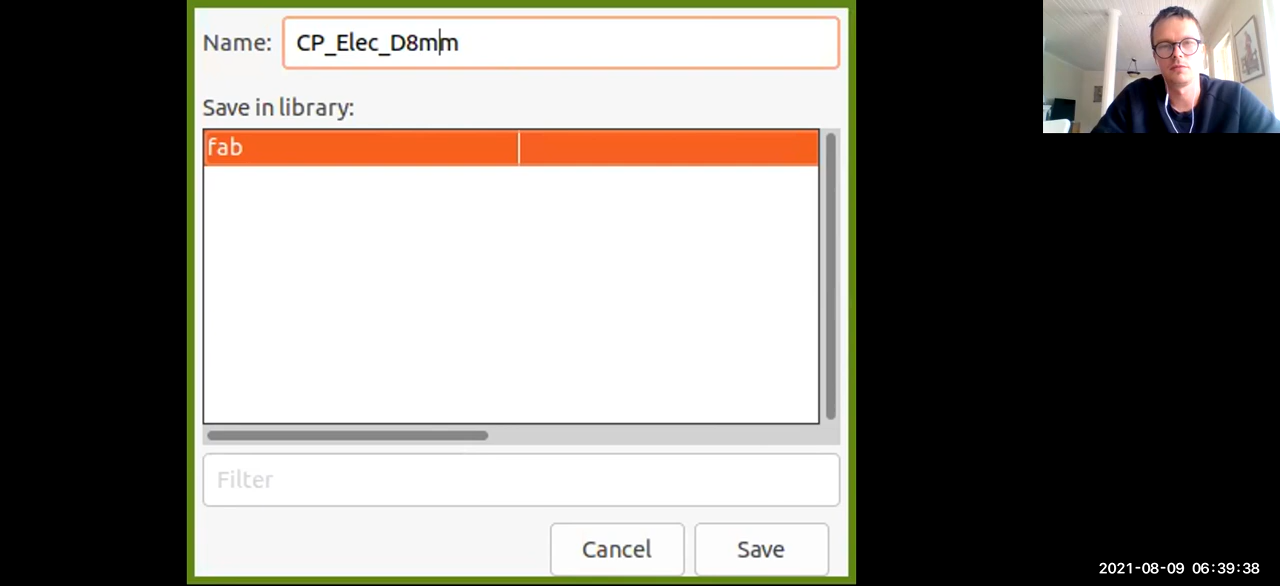 Name: CP_Elec_D8mm
Save in library:
fab
Filter
Cancel Save
2021-08-09 06:39:38